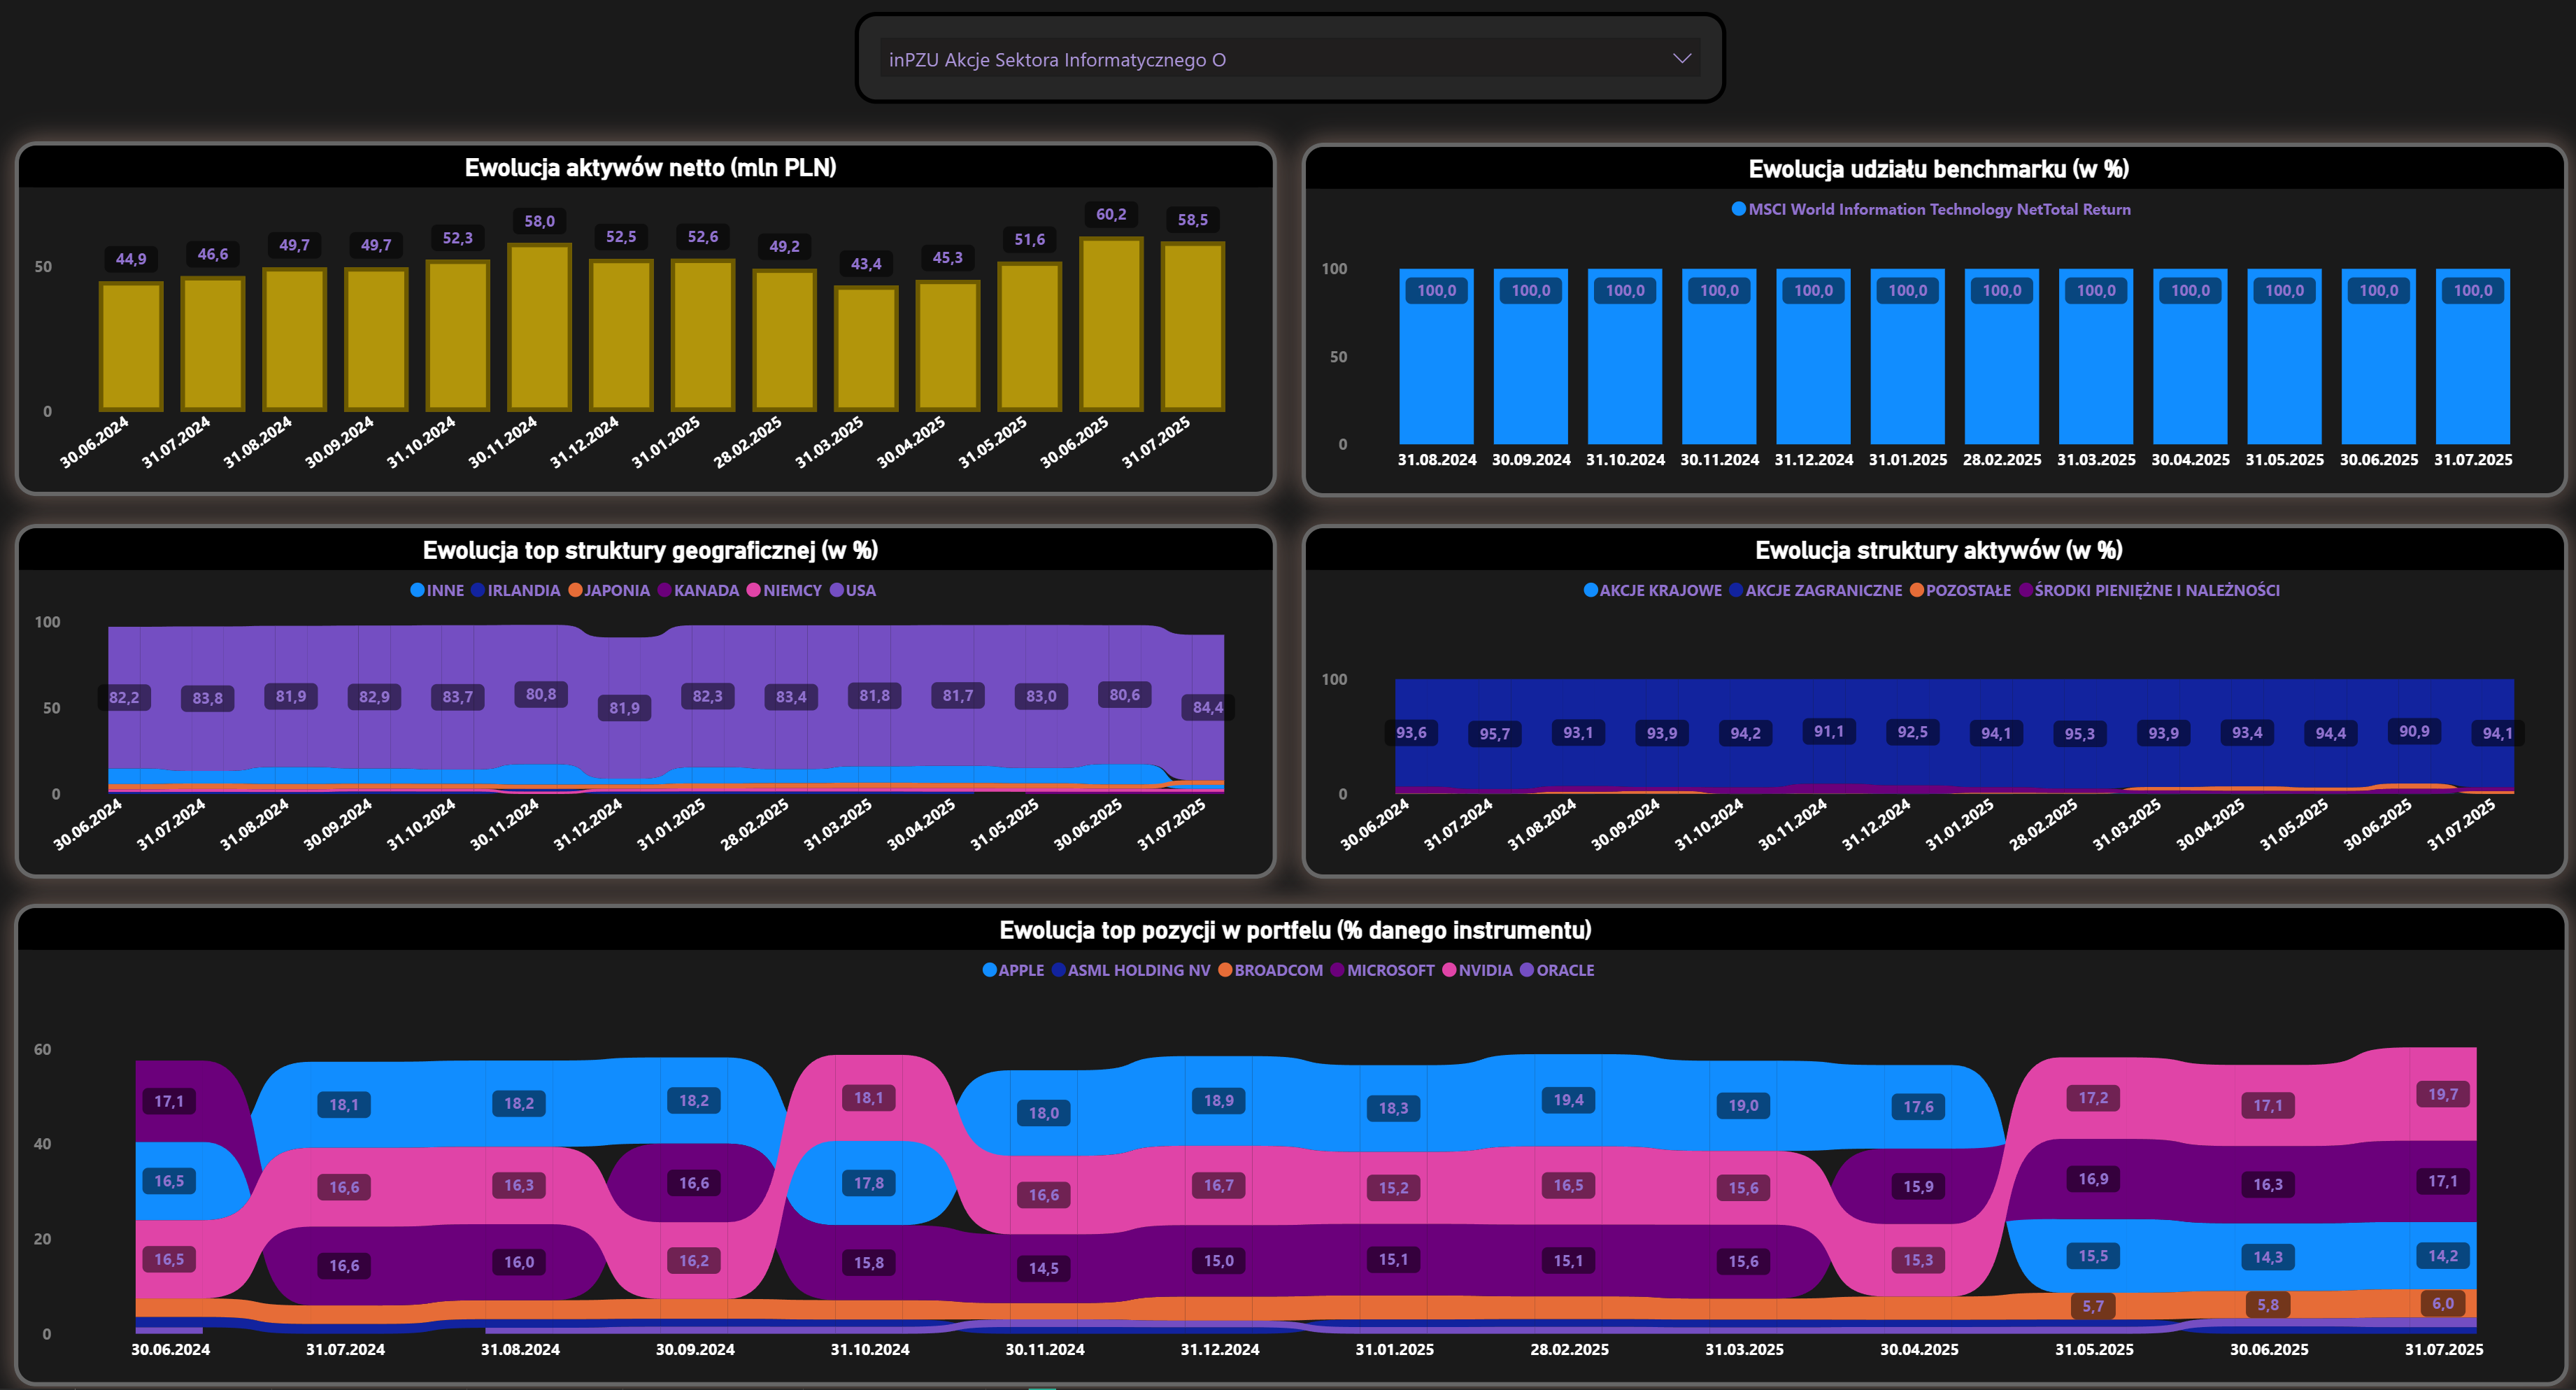 inPZU Akcje Sektora Informatycznego O
Ewolucja aktywów netto (mln PLN)
44,9 46,6 49,7 49,7 52,3 58,0 52,5 52,6 49,2 43,4 45,3 51,6 60,2 58,5
50
0
30.06.2024 31.07.2024 31.08.2024 30.09.2024 31.10.2024 30.11.2024 31.12.2024 31.01.2025 28.02.2025 31.03.2025 30.04.2025 31.05.2025 30.06.2025 31.07.2025
Ewolucja udziału benchmarku (w %)
MSCI World Information Technology NetTotal Return
100
100,0 100,0 100,0 100,0 100,0 100,0 100,0 100,0 100,0 100,0 100,0 100,0
50
0
31.08.2024 30.09.2024 31.10.2024 30.11.2024 31.12.2024 31.01.2025 28.02.2025 31.03.2025 30.04.2025 31.05.2025 30.06.2025 31.07.2025
Ewolucja top struktury geograficznej (w %)
INNE IRLANDIA JAPONIA KANADA NIEMCY USA
100
82,2 83,8 81,9 82,9 83,7 80,8 81,9 82,3 83,4 81,8 81,7 83,0 80,6 84,4
50
0
30.06.2024 31.07.2024 31.08.2024 30.09.2024 31.10.2024 30.11.2024 31.12.2024 31.01.2025 28.02.2025 31.03.2025 30.04.2025 31.05.2025 30.06.2025 31.07.2025
Ewolucja struktury aktywów (w %)
AKCJE KRAJOWE AKCJE ZAGRANICZNE POZOSTAŁE ŚRODKI PIENIĘŻNE I NALEŻNOŚCI
100
93,6 95,7 93,1 93,9 94,2 91,1 92,5 94,1 95,3 93,9 93,4 94,4 90,9 94,1
0
30.06.2024 31.07.2024 31.08.2024 30.09.2024 31.10.2024 30.11.2024 31.12.2024 31.01.2025 28.02.2025 31.03.2025 30.04.2025 31.05.2025 30.06.2025 31.07.2025
Ewolucja top pozycji w portfelu (% danego instrumentu)
APPLE ASML HOLDING NV BROADCOM MICROSOFT NVIDIA ORACLE
60
17,1 18,1 18,2 18,2 18,1 18,0 18,9 18,3 19,4 19,0 17,6 17,2 17,1 19,7
40
16,5 16,6 16,3 16,6 17,8 16,6 16,7 15,2 16,5 15,6 15,9 16,9 16,3 17,1
20
16,5 16,6 16,0 16,2 15,8 14,5 15,0 15,1 15,1 15,6 15,3 15,5 14,3 14,2
5,7 5,8 6,0
0
30.06.2024 31.07.2024 31.08.2024 30.09.2024 31.10.2024 30.11.2024 31.12.2024 31.01.2025 28.02.2025 31.03.2025 30.04.2025 31.05.2025 30.06.2025 31.07.2025